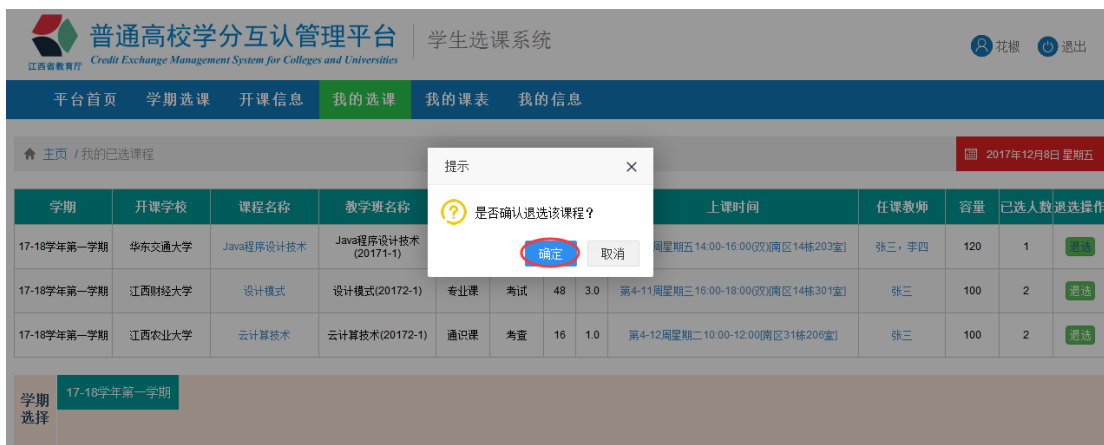 普通高校学分互认管理平台 学生选课系统
江西省教育厅 Credit Exchange Management System for Colleges and Universities
花椒 退出
平台首页 学期选课 开课信息 我的选课 我的课表 我的信息
主页 /我的已选课程
2017年12月8日 星期五
提示
是否确认退选该课程？
确定 取消
学期 开课学校 课程名称 教学班名称 上课时间 任课教师 容量 已选人数 退选操作
17-18学年第一学期 华东交通大学 Java程序设计技术 Java程序设计技术(20171-1) 周星期五14:00-16:00(双)[南区14栋203室] 张三，李四 120 1 退选
17-18学年第一学期 江西财经大学 设计模式 设计模式(20172-1) 专业课 考试 48 3.0 第4-11周星期三16:00-18:00(双)[南区14栋301室] 张三 100 2 退选
17-18学年第一学期 江西农业大学 云计算技术 云计算技术(20172-1) 通识课 考查 16 1.0 第4-12周星期二10:00-12:00[南区31栋206室] 张三 100 2 退选
学期选择
17-18学年第一学期